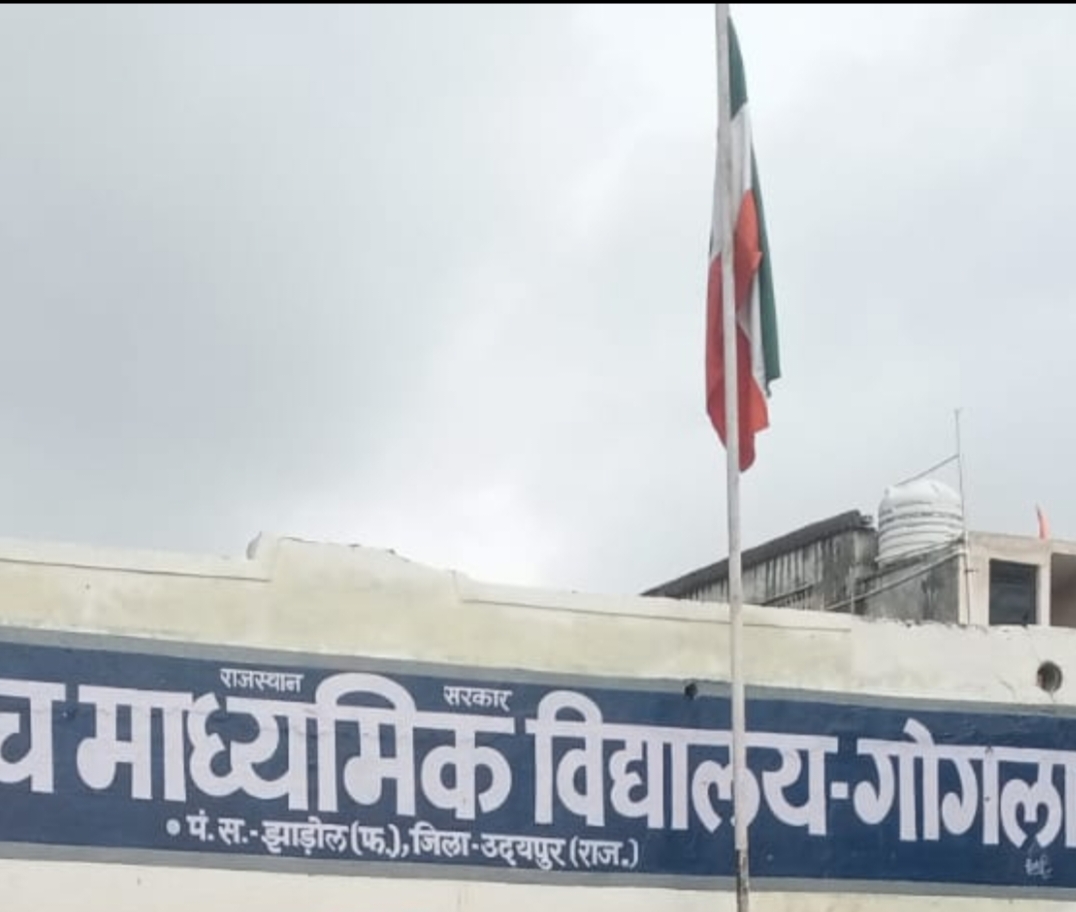 राजस्थान सरकार
च माध्यमिक विद्यालय-गोगला
• पं. स.- झाड़ोल (फ.), जिला-उदयपुर (राज.)